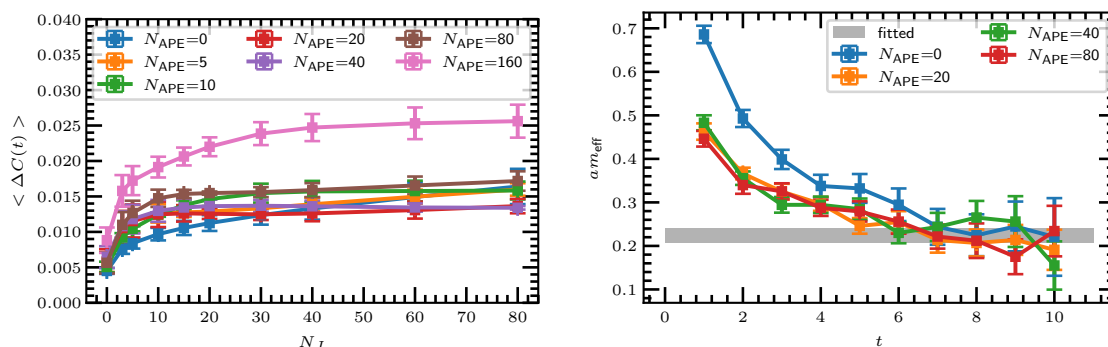 0.040
0.035
0.030
0.025
0.020
0.015
0.010
0.005
0.000
< ΔC(t) >
N_APE=0
N_APE=5
N_APE=10
N_APE=20
N_APE=40
N_APE=80
N_APE=160
0 10 20 30 40 50 60 70 80
0.7
0.6
0.5
0.4
0.3
0.2
0.1
am_eff
fitted
N_APE=0
N_APE=20
N_APE=40
N_APE=80
0 2 4 6 8 10
t